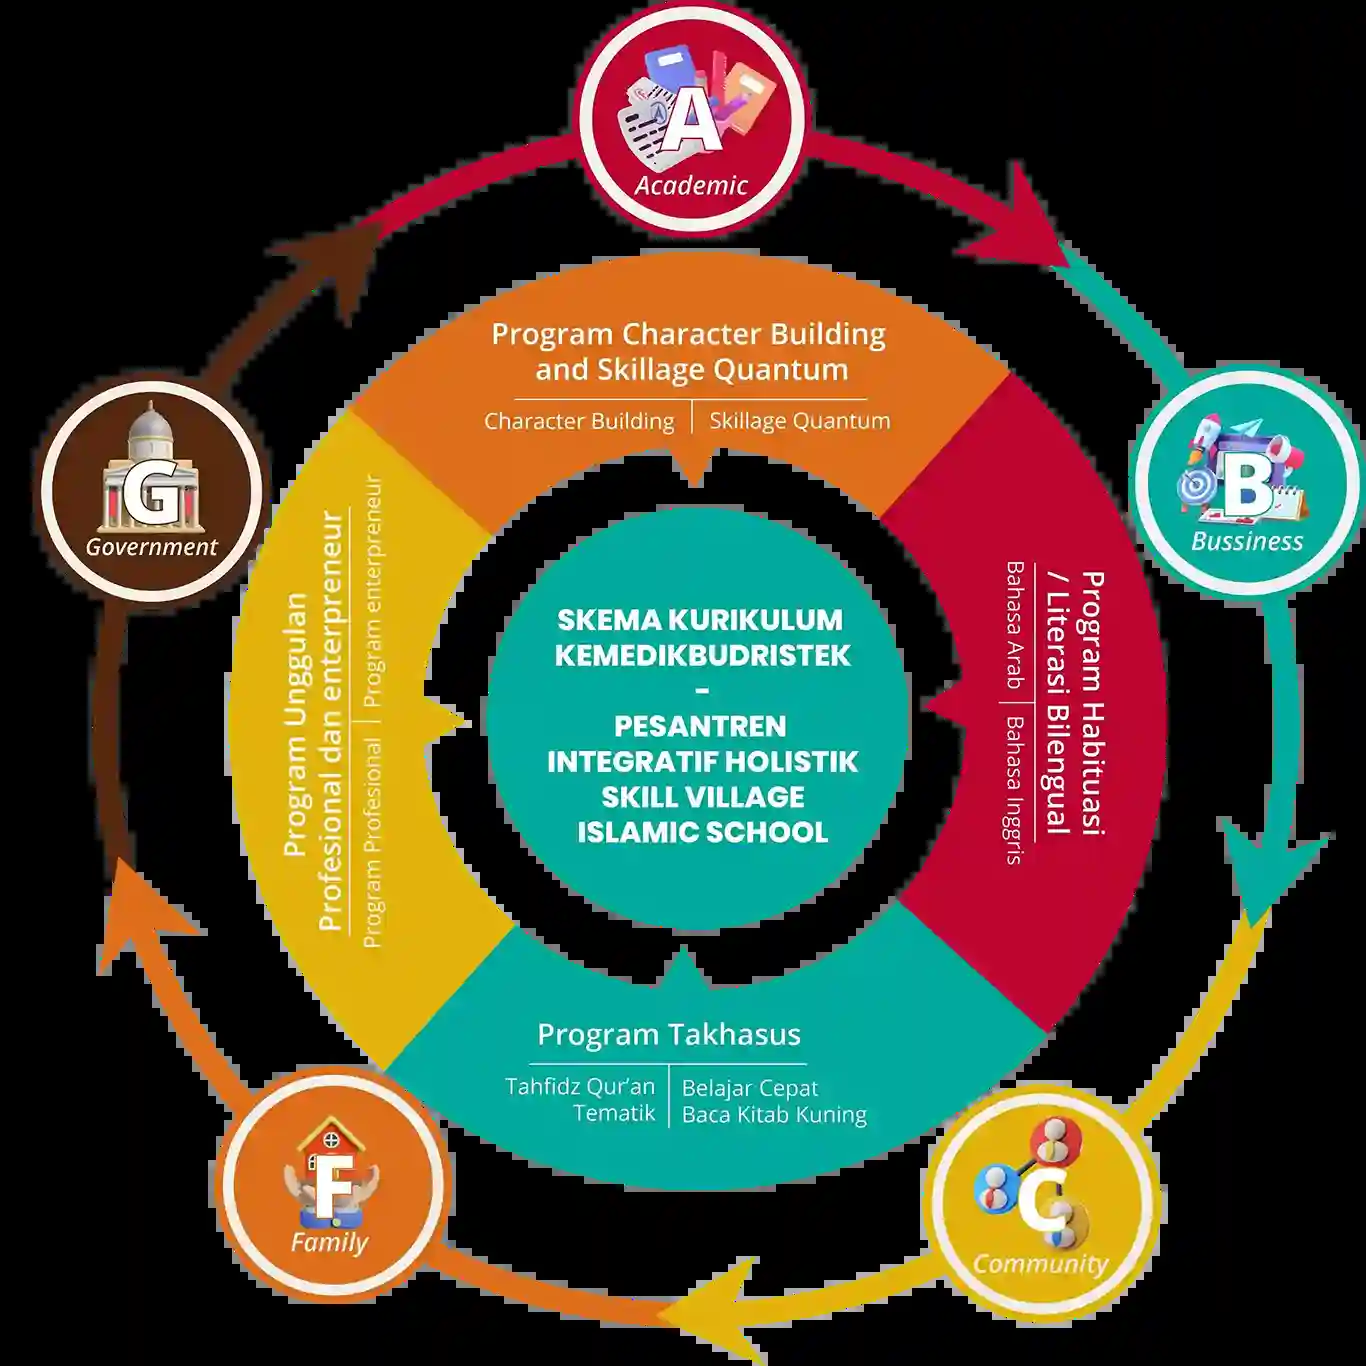 A
Academic
Program Character Building
and Skillage Quantum
Character Building
Skillage Quantum
B
Bussiness
Program Habituasi
/ Literasi Bilengual
Bahasa Arab
Bahasa Inggris
C
Community
Program Takhasus
Tahfidz Qur'an
Tematik
Belajar Cepat
Baca Kitab Kuning
F
Family
Program Unggulan
Profesional dan enterpreneur
Program Profesional
Program enterpreneur
G
Government
SKEMA KURIKULUM
KEMEDIKBUDRISTEK
-
PESANTREN
INTEGRATIF HOLISTIK
SKILL VILLAGE
ISLAMIC SCHOOL